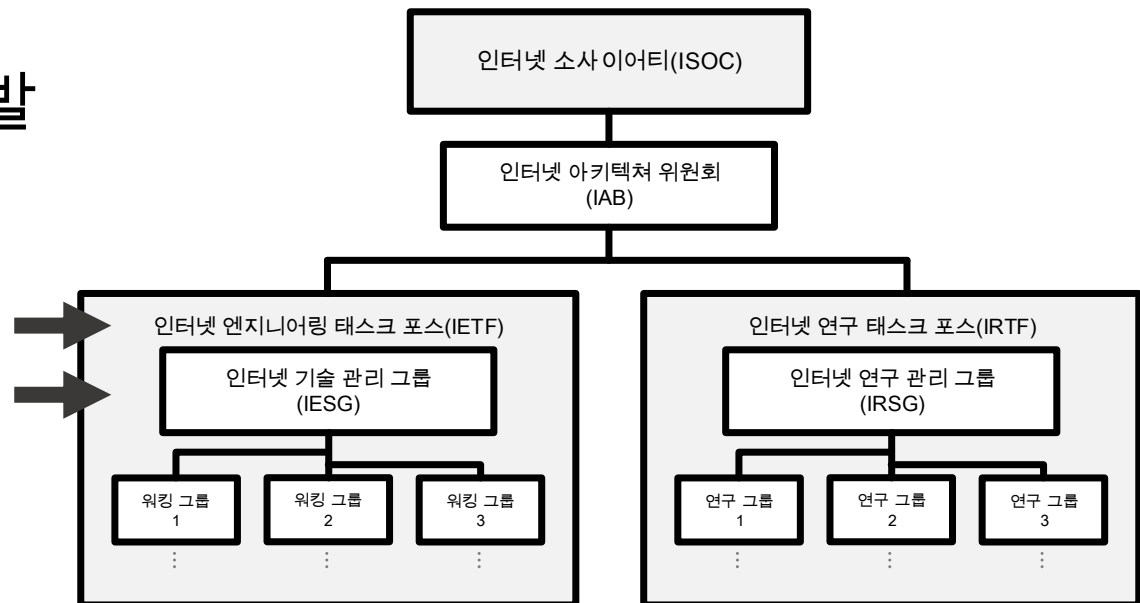 발
인터넷 소사이어티(ISOC)
인터넷 아키텍쳐 위원회
(IAB)
인터넷 엔지니어링 태스크 포스(IETF)
인터넷 기술 관리 그룹
(IESG)
워킹 그룹
1
워킹 그룹
2
워킹 그룹
3
인터넷 연구 태스크 포스(IRTF)
인터넷 연구 관리 그룹
(IRSG)
연구 그룹
1
연구 그룹
2
연구 그룹
3